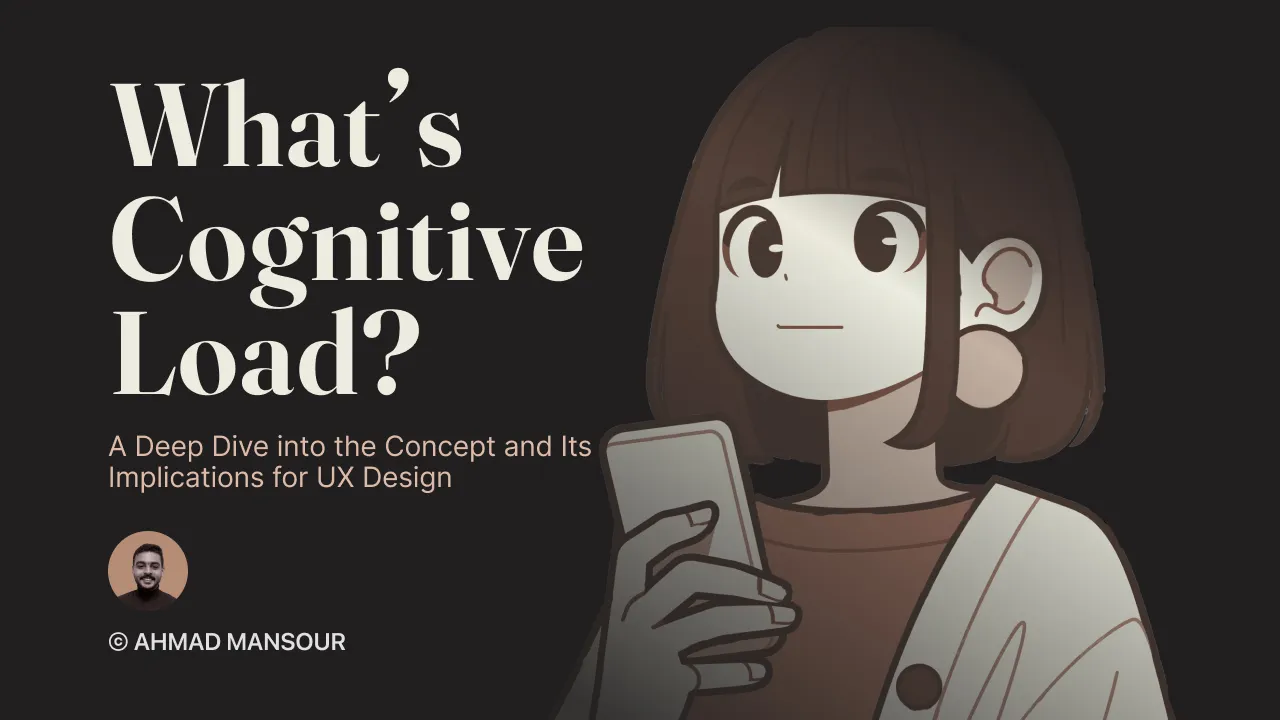 What’s
Cognitive
Load?
A Deep Dive into the Concept and Its
Implications for UX Design
© AHMAD MANSOUR